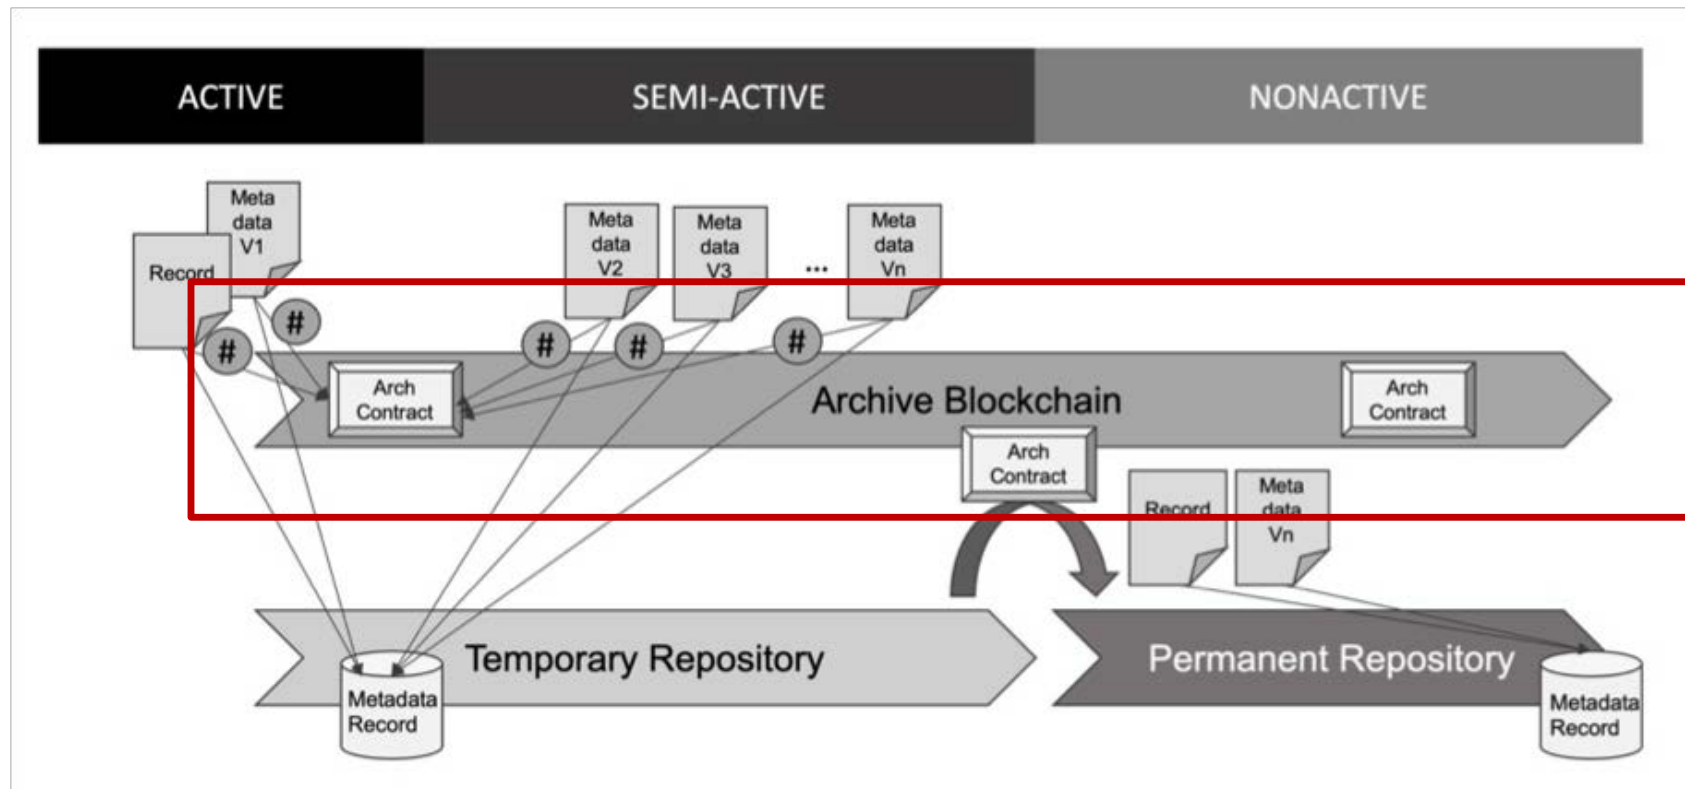 ACTIVE
SEMI-ACTIVE
NONACTIVE
Meta
data
V1
Record
Meta
data
V2
Meta
data
V3
...
Meta
data
Vn
#
#
#
#
#
Arch
Contract
Archive Blockchain
Arch
Contract
Arch
Contract
Record
Meta
data
Vn
Temporary Repository
Permanent Repository
Metadata
Record
Metadata
Record